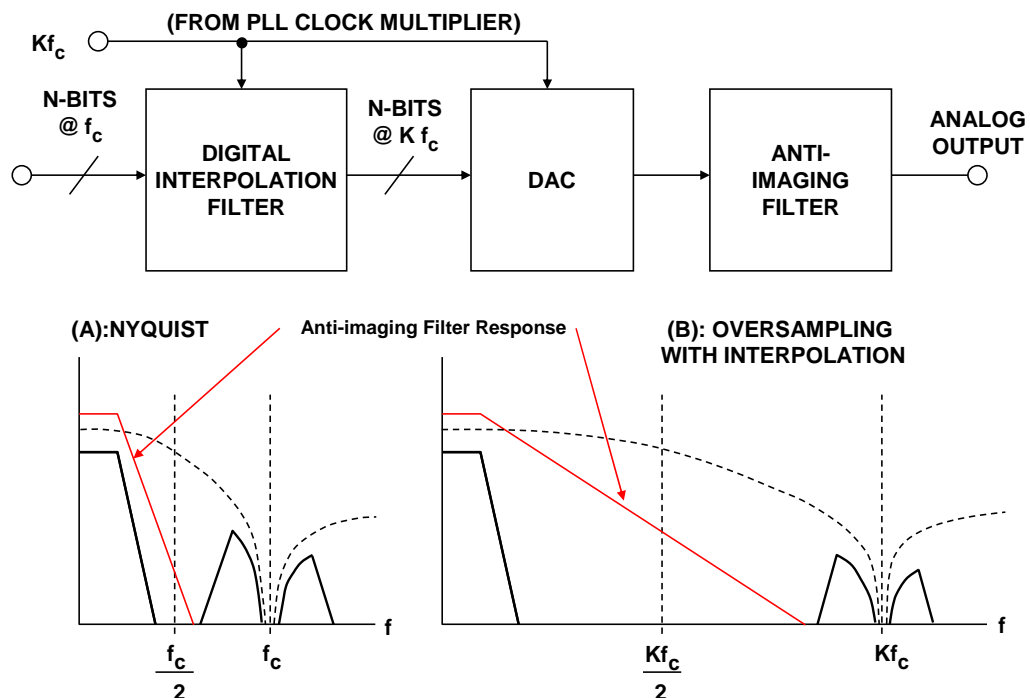 (FROM PLL CLOCK MULTIPLIER)
Kfc
N-BITS
@ fc
DIGITAL
INTERPOLATION
FILTER
N-BITS
@ K fc
DAC
ANTI-
IMAGING
FILTER
ANALOG
OUTPUT
(A):NYQUIST
Anti-imaging Filter Response
(B): OVERSAMPLING
WITH INTERPOLATION
f
fc
2
fc
f
Kfc
2
Kfc